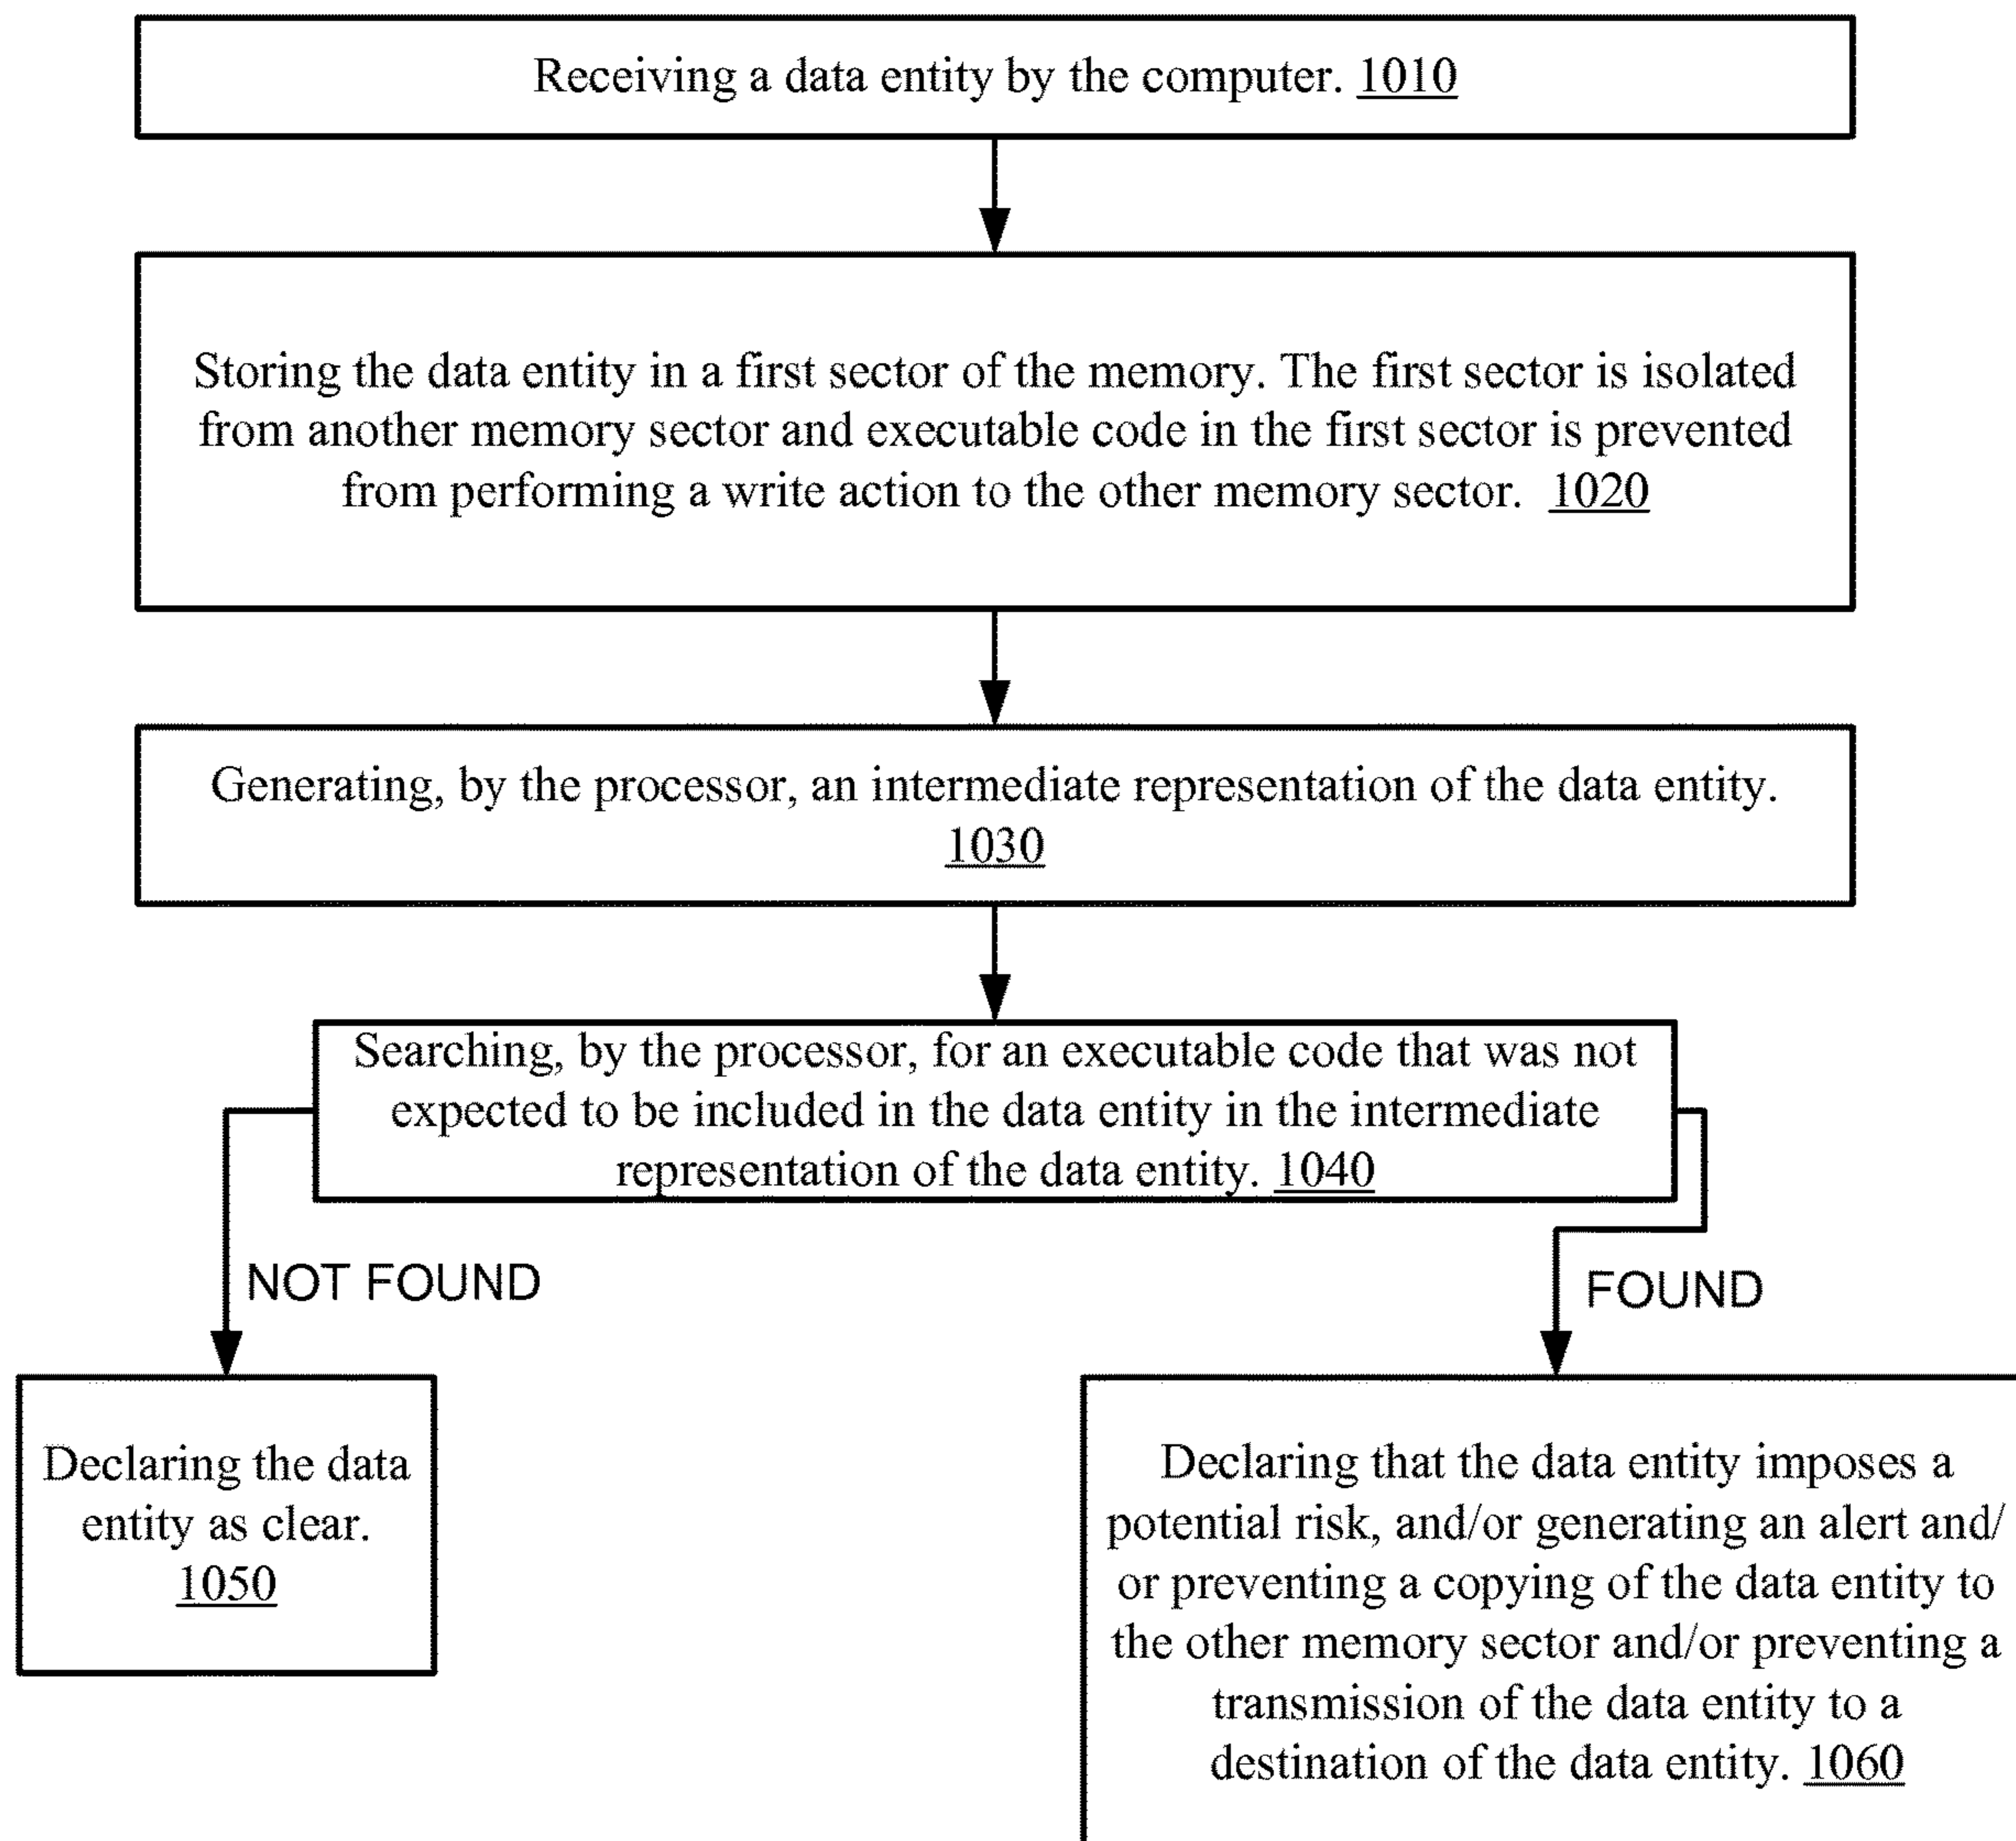 Receiving a data entity by the computer. 1010
Storing the data entity in a first sector of the memory. The first sector is isolated
from another memory sector and executable code in the first sector is prevented
from performing a write action to the other memory sector. 1020
Generating, by the processor, an intermediate representation of the data entity.
1030
Searching, by the processor, for an executable code that was not
expected to be included in the data entity in the intermediate
representation of the data entity. 1040
NOT FOUND
FOUND
Declaring the data
entity as clear.
1050
Declaring that the data entity imposes a
potential risk, and/or generating an alert and/
or preventing a copying of the data entity to
the other memory sector and/or preventing a
transmission of the data entity to a
destination of the data entity. 1060